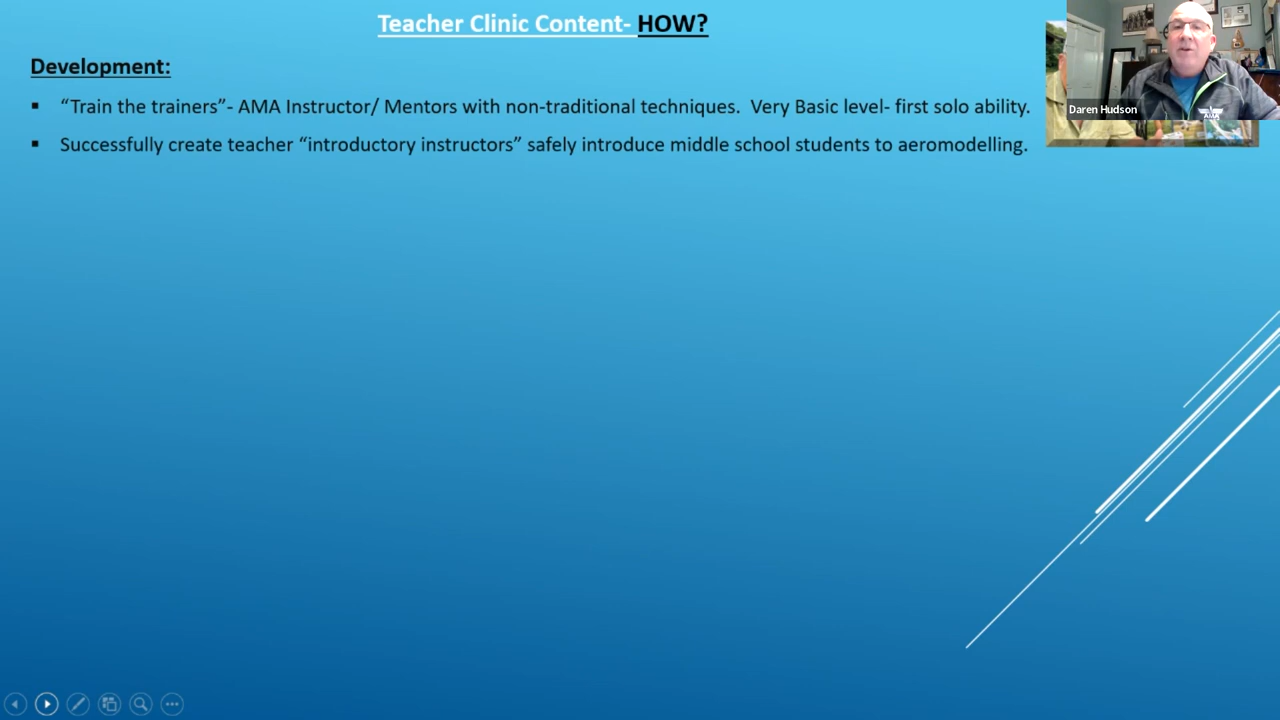 Teacher Clinic Content- HOW?
Development:
▪ “Train the trainers”- AMA Instructor/ Mentors with non-traditional techniques.  Very Basic level- first solo ability.
▪ Successfully create teacher “introductory instructors” safely introduce middle school students to aeromodelling.
Daren Hudson
AMA